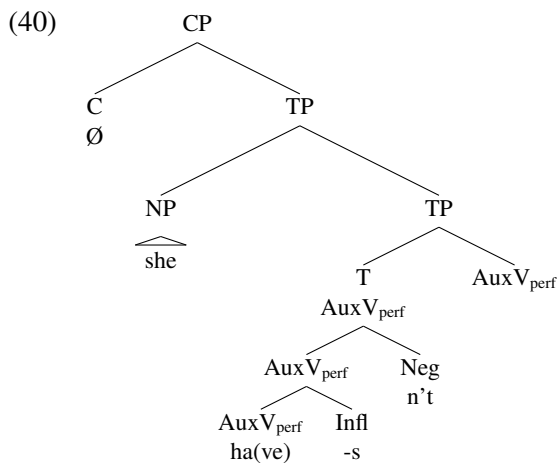 (40) CP
C TP
Ø
NP TP
she
T AuxVperf
AuxVperf
AuxVperf Neg
n't
AuxVperf Infl
ha(ve) -s